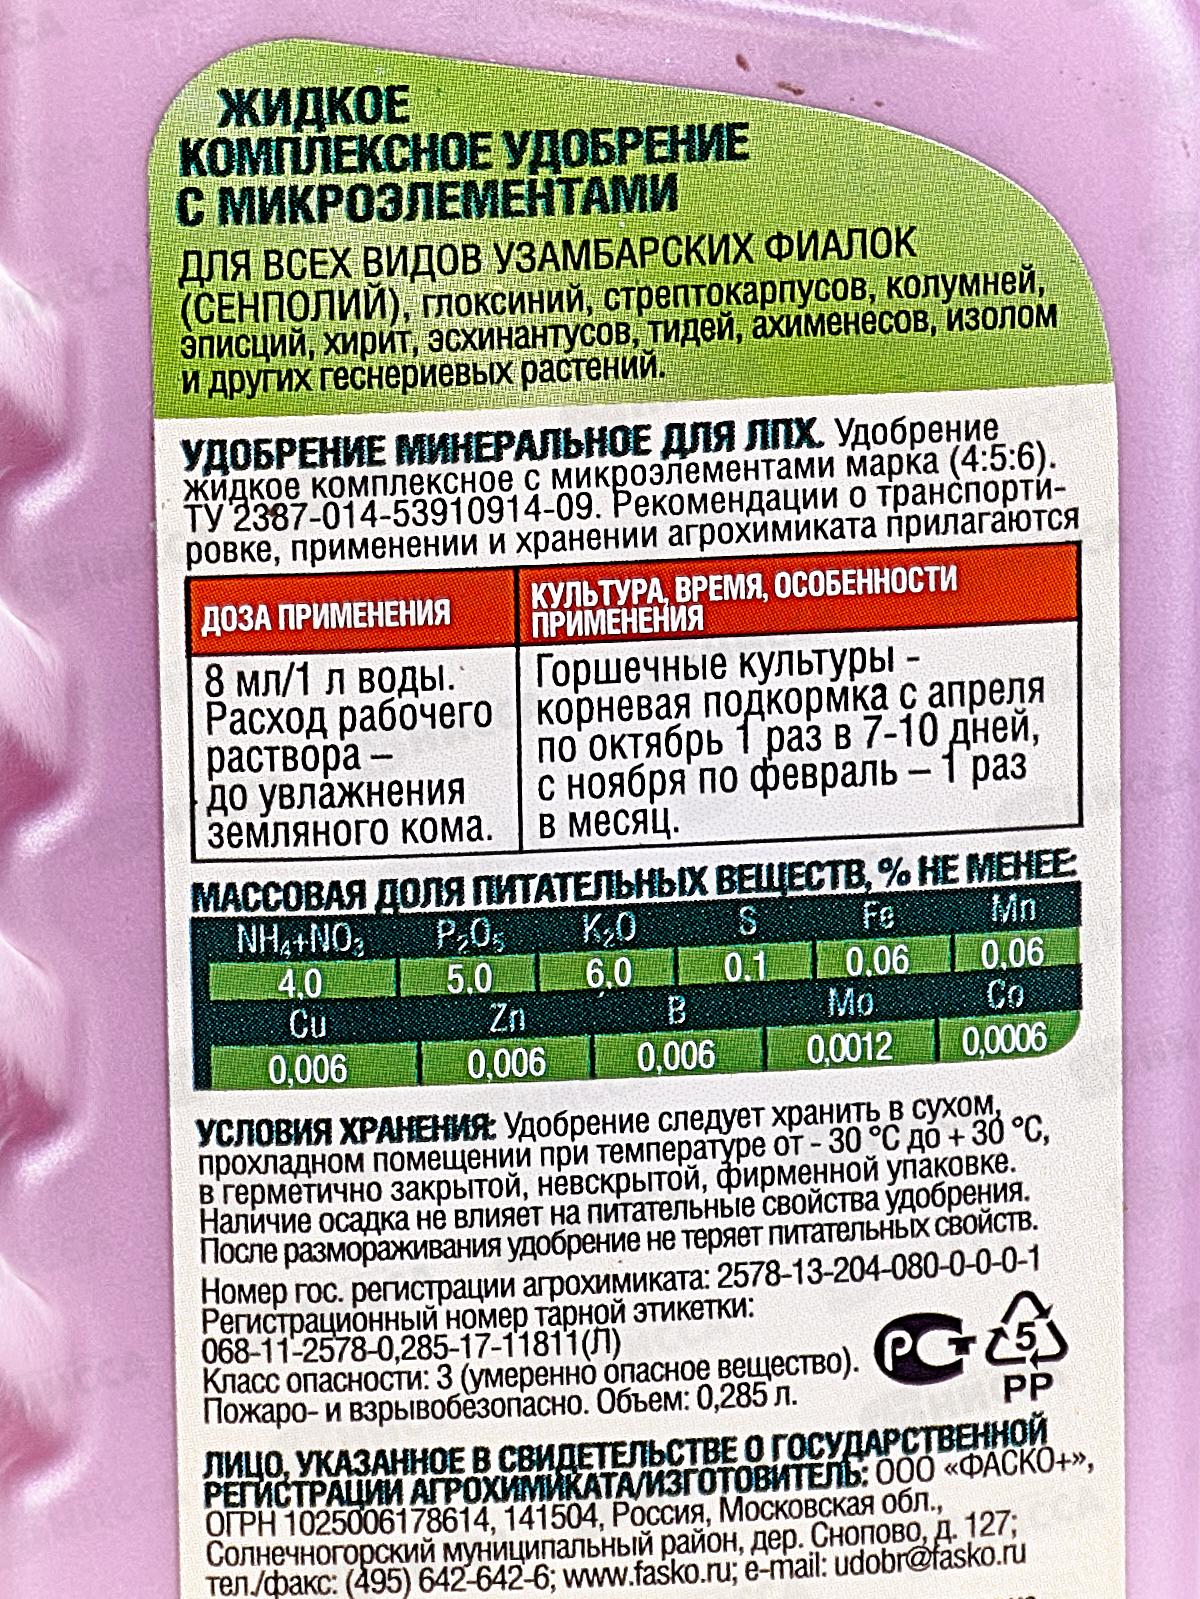 ЖИДКОЕ
КОМПЛЕКСНОЕ УДОБРЕНИЕ
С МИКРОЭЛЕМЕНТАМИ
ДЛЯ ВСЕХ ВИДОВ УЗАМБАРСКИХ ФИАЛОК
(СЕНПОЛИЙ), глоксиний, стрептокарпусов, колумней,
эписций, хирит, эсхинантусов, тидей, ахименесов, изолом
и других геснериевых растений.
УДОБРЕНИЕ МИНЕРАЛЬНОЕ ДЛЯ ЛПХ. Удобрение
жидкое комплексное с микроэлементами марка (4:5:6).
ТУ 2387-014-53910914-09. Рекомендации о транспорти-
ровке, применении и хранении агрохимиката прилагаются
ДОЗА ПРИМЕНЕНИЯ
КУЛЬТУРА, ВРЕМЯ, ОСОБЕННОСТИ
ПРИМЕНЕНИЯ
8 мл/1 л воды.
Расход рабочего
раствора –
до увлажнения
земляного кома.
Горшечные культуры -
корневая подкормка с апреля
по октябрь 1 раз в 7-10 дней,
с ноября по февраль – 1 раз
в месяц.
МАССОВАЯ ДОЛЯ ПИТАТЕЛЬНЫХ ВЕЩЕСТВ, % НЕ МЕНЕЕ:
NH₄+NO₃ P₂O₅ K₂O S Fe Mn
4,0 5,0 6,0 0,1 0,06 0,06
Cu Zn B Mo Co
0,006 0,006 0,006 0,0012 0,0006
УСЛОВИЯ ХРАНЕНИЯ: Удобрение следует хранить в сухом,
прохладном помещении при температуре от - 30 °С до + 30 °С,
в герметично закрытой, невскрытой, фирменной упаковке.
Наличие осадка не влияет на питательные свойства удобрения.
После размораживания удобрение не теряет питательных свойств.
Номер гос. регистрации агрохимиката: 2578-13-204-080-0-0-0-1
Регистрационный номер тарной этикетки:
068-11-2578-0,285-17-11811(Л)
Класс опасности: 3 (умеренно опасное вещество).
Пожаро- и взрывобезопасно. Объем: 0,285 л.
РСТ
5
PP
ЛИЦО, УКАЗАННОЕ В СВИДЕТЕЛЬСТВЕ О ГОСУДАРСТВЕННОЙ
РЕГИСТРАЦИИ АГРОХИМИКАТА/ИЗГОТОВИТЕЛЬ: ООО «ФАСКО+»,
ОГРН 1025006178614, 141504, Россия, Московская обл.,
Солнечногорский муниципальный район, дер. Снопово, д. 127;
тел./факс: (495) 642-642-6; www.fasko.ru; e-mail: udobr@fasko.ru